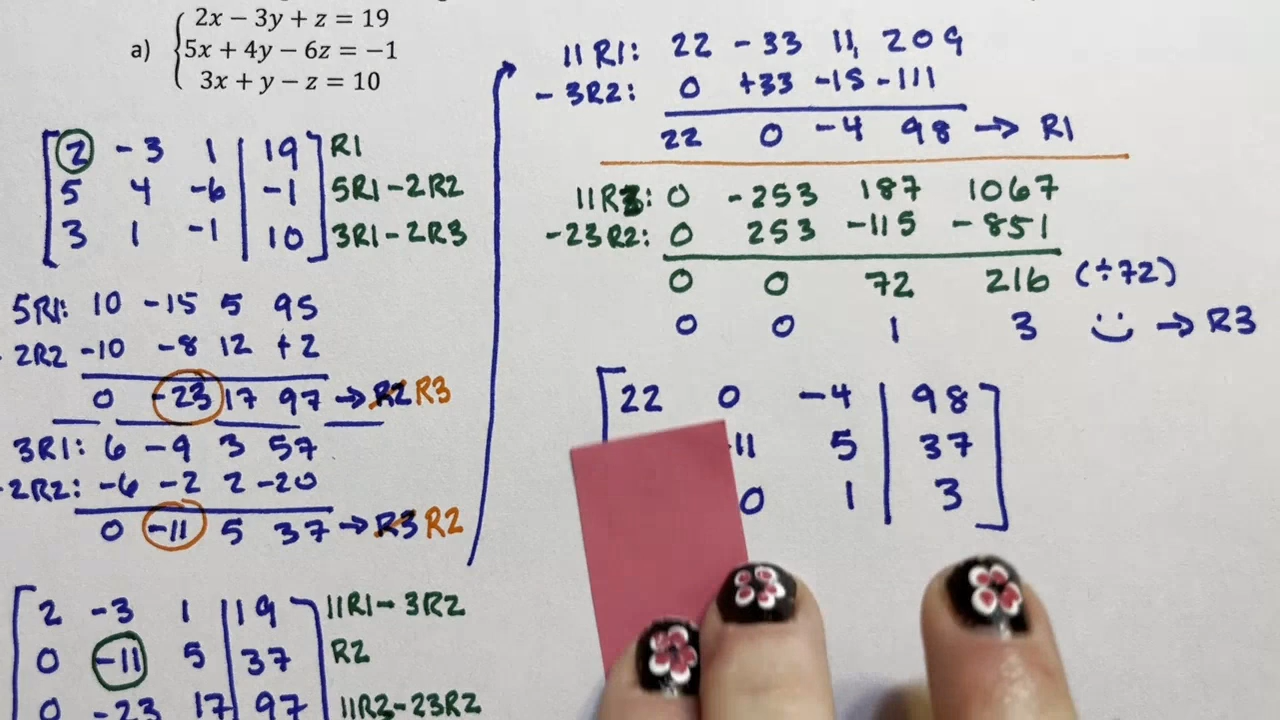 2x − 3y + z = 19
a) 5x + 4y − 6z = −1
3x + y − z = 10
2 -3 1 | 19 R1
5 4 -6 | -1 5R1-2R2
3 1 -1 | 10 3R1-2R3
5R1: 10 -15 5 95
- 2R2 -10 -8 12 +2
0 -23 17 97 → R2 R3
3R1: 6 -9 3 57
-2R2: -6 -2 2 -20
0 -11 5 37 → R3 R2
2 -3 1 | 19 11R1-3R2
0 -11 5 | 37 R2
0 -23 17 | 97 11R3-23R2
11R1: 22 -33 11, 209
- 3R2: 0 +33 -15 -111
22 0 -4 98 → R1
11R3: 0 -253 187 1067
-23R2: 0 253 -115 -851
0 0 72 216 (÷72)
0 0 1 3 → R3
22 0 -4 | 98
-11 5 | 37
0 1 | 3